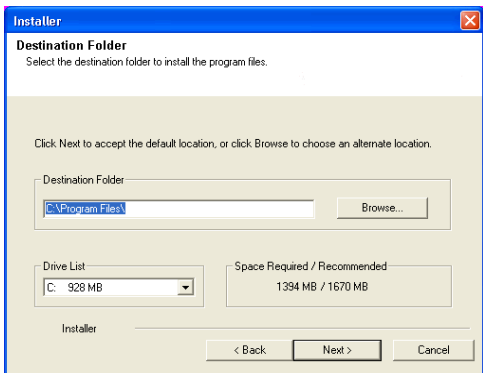 Installer
Destination Folder
Select the destination folder to install the program files.
Click Next to accept the default location, or click Browse to choose an alternate location.
Destination Folder
C:\Program Files\
Browse...
Drive List
C: 928 MB
Space Required / Recommended
1394 MB / 1670 MB
Installer
< Back
Next >
Cancel